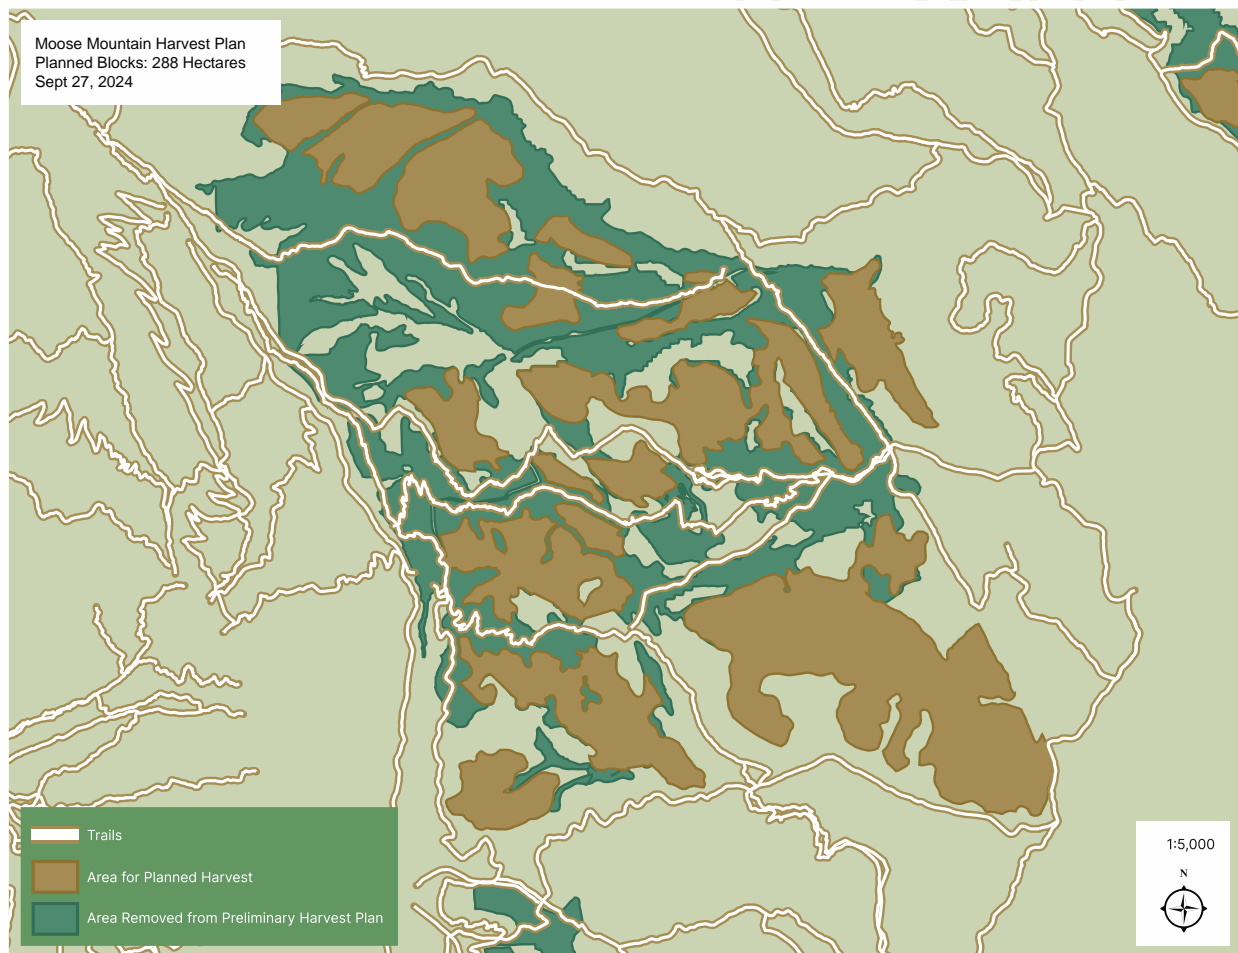 Moose Mountain Harvest Plan
Planned Blocks: 288 Hectares
Sept 27, 2024
Trails
Area for Planned Harvest
Area Removed from Preliminary Harvest Plan
1:5,000
N